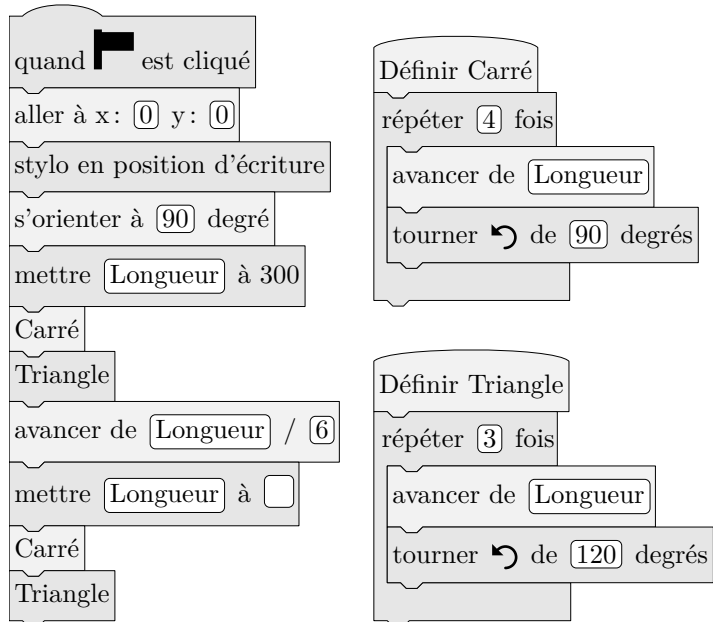 quand est cliqué
aller à x: 0 y: 0
stylo en position d'écriture
s'orienter à 90 degré
mettre Longueur à 300
Carré
Triangle
avancer de Longueur / 6
mettre Longueur à
Carré
Triangle
Définir Carré
répéter 4 fois
avancer de Longueur
tourner de 90 degrés
Définir Triangle
répéter 3 fois
avancer de Longueur
tourner de 120 degrés